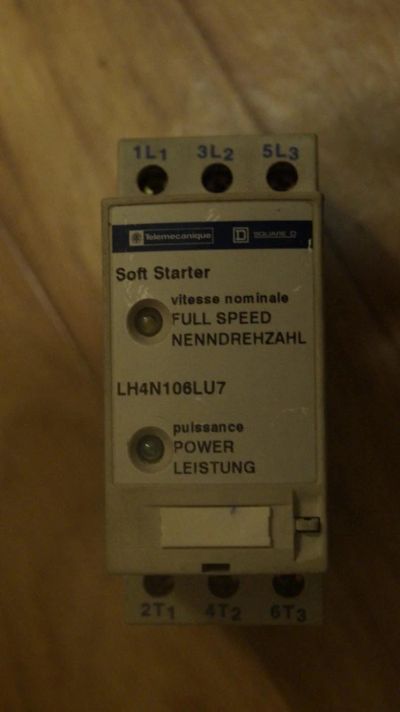 1L1 3L2 5L3
Telemecanique SQUARE D
Soft Starter
vitesse nominale
FULL SPEED
NENNDREHZAHL
LH4N106LU7
puissance
POWER
LEISTUNG
2T1 4T2 6T3